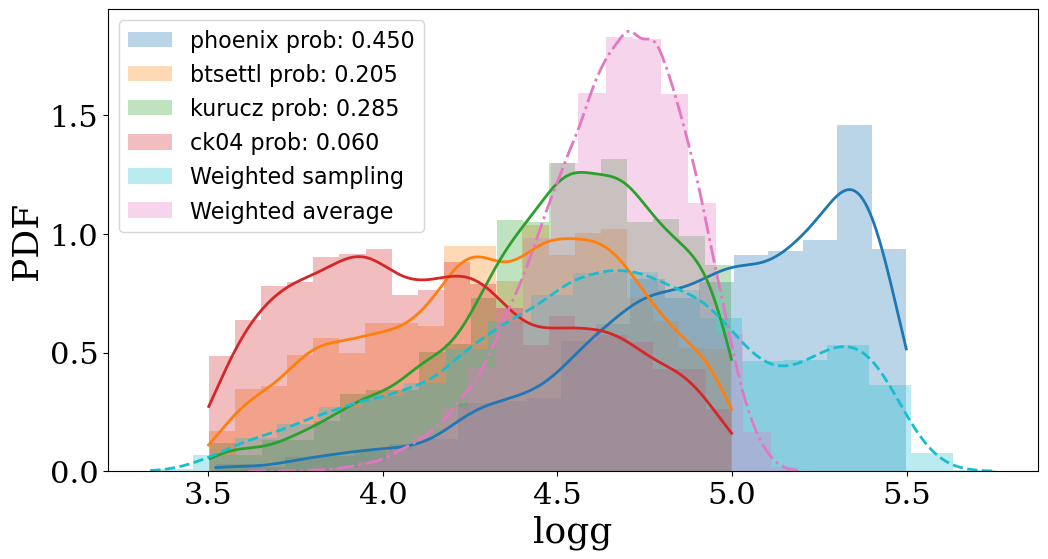 phoenix prob: 0.450
btsettl prob: 0.205
kurucz prob: 0.285
ck04 prob: 0.060
Weighted sampling
Weighted average
PDF
1.5
1.0
0.5
0.0
3.5 4.0 4.5 5.0 5.5
logg